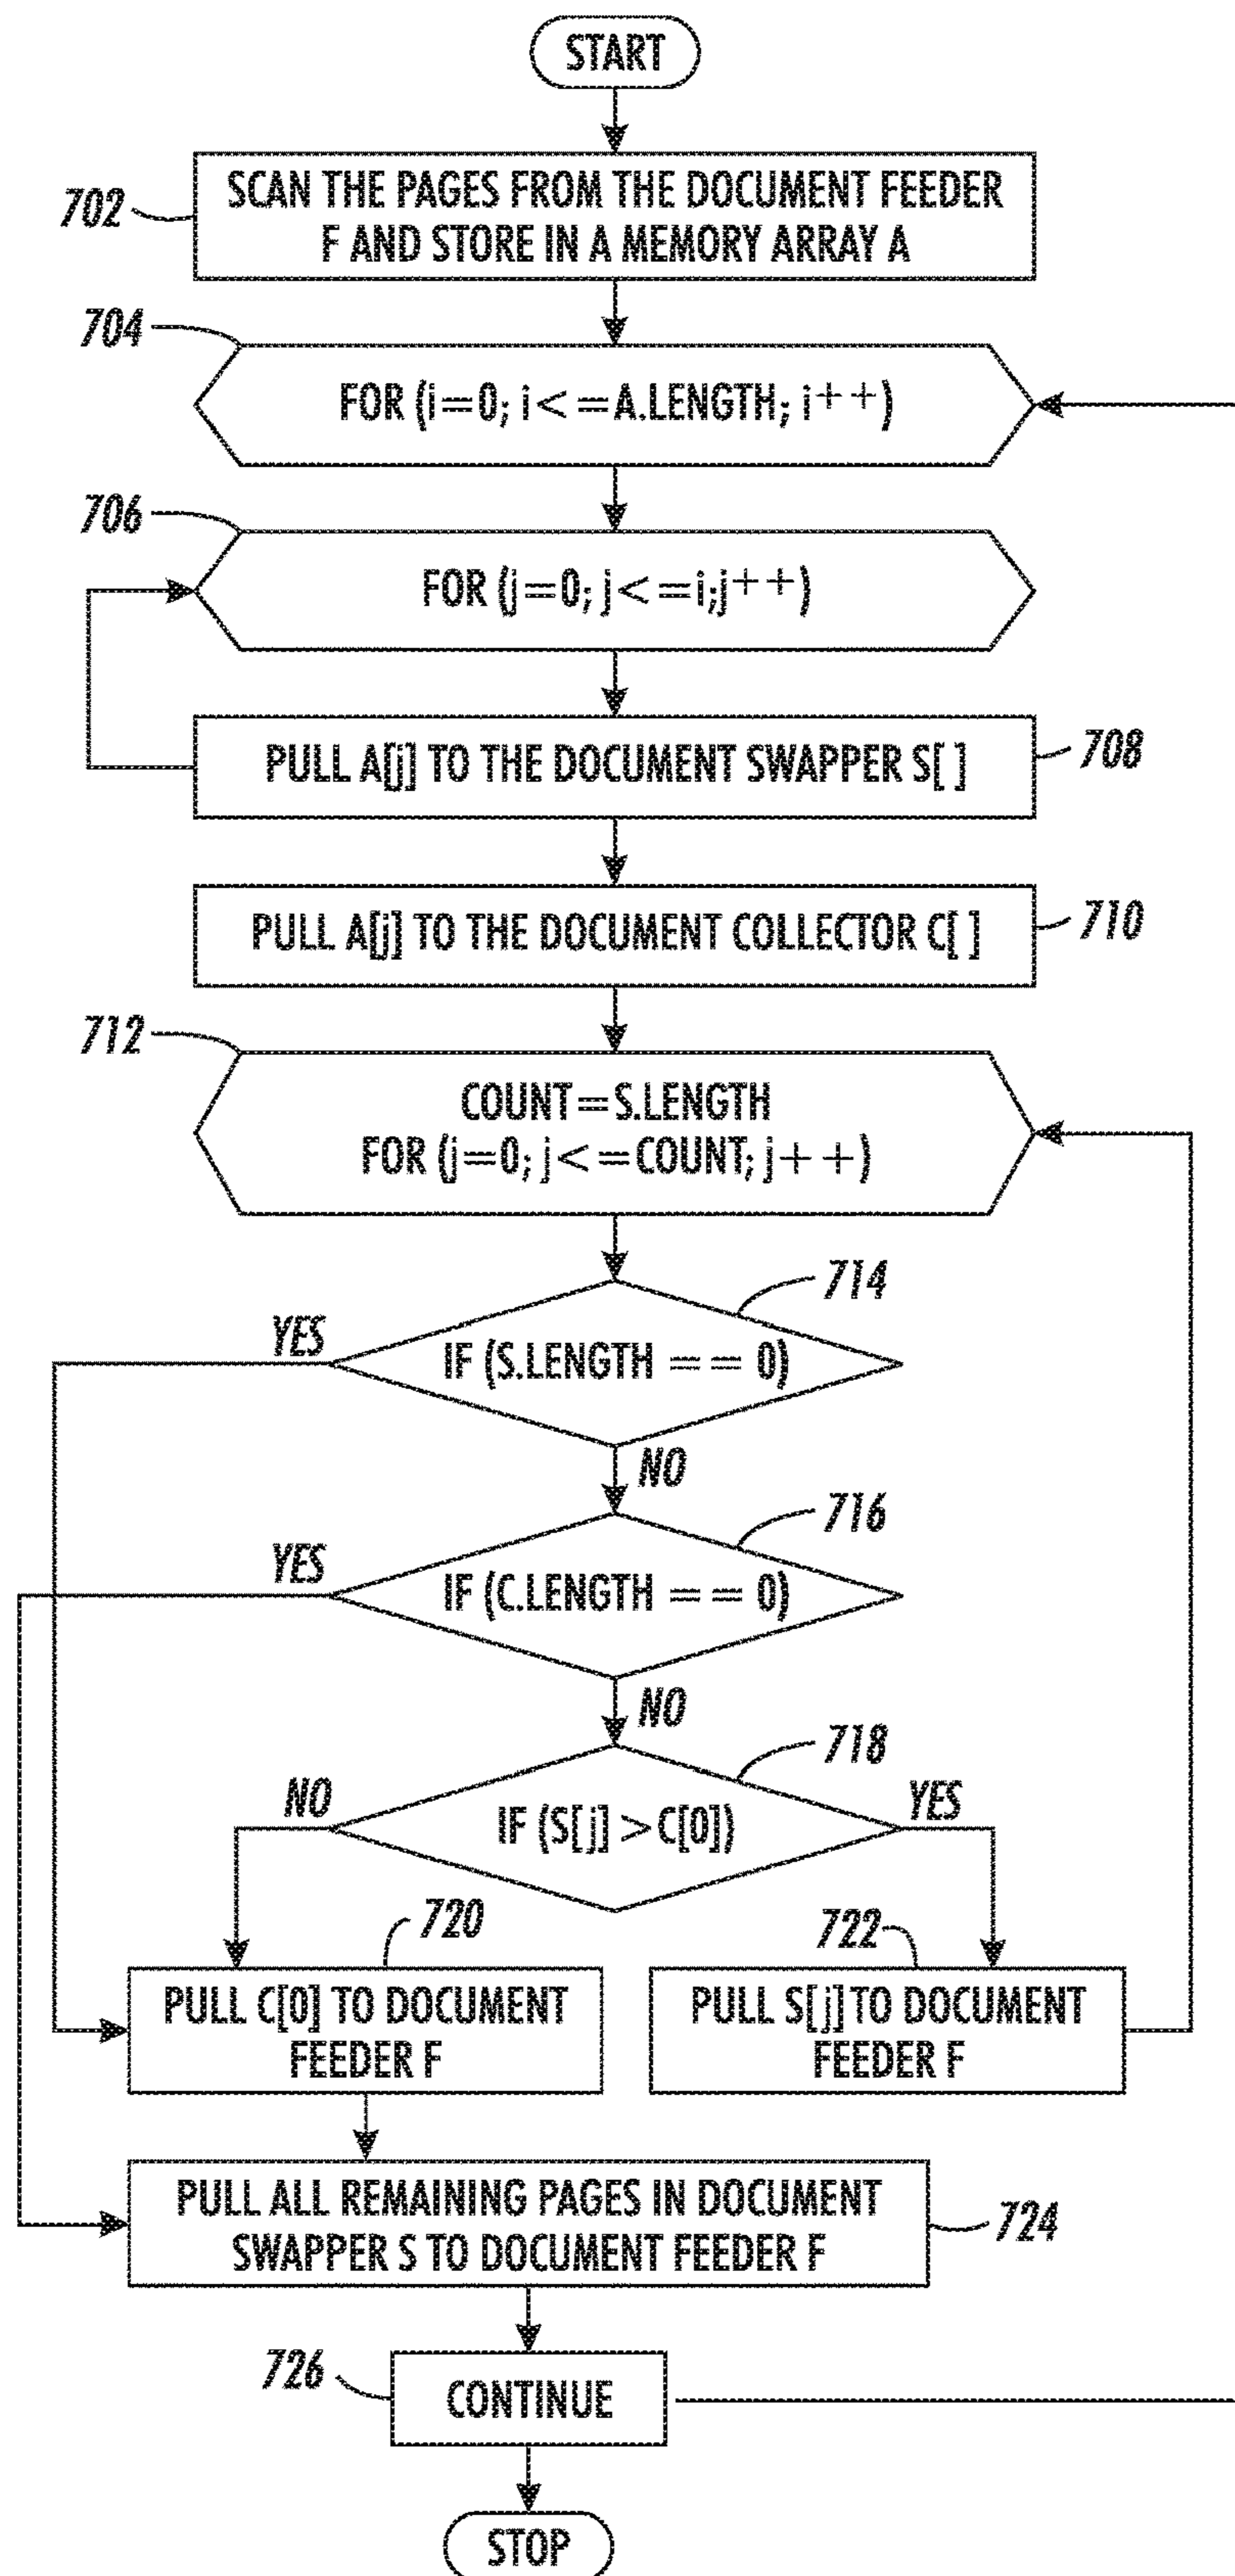 START
702
SCAN THE PAGES FROM THE DOCUMENT FEEDER
F AND STORE IN A MEMORY ARRAY A
704
FOR (i=0; i<=A.LENGTH; i++)
706
FOR (j=0; j<=i;j++)
PULL A[j] TO THE DOCUMENT SWAPPER S[ ]
708
PULL A[j] TO THE DOCUMENT COLLECTOR C[ ]
710
712
COUNT=S.LENGTH
FOR (j=0; j<=COUNT; j++)
714
YES
IF (S.LENGTH == 0)
NO
716
YES
IF (C.LENGTH == 0)
NO
718
NO
YES
IF (S[j]>C[0])
720
722
PULL C[0] TO DOCUMENT
FEEDER F
PULL S[j] TO DOCUMENT
FEEDER F
PULL ALL REMAINING PAGES IN DOCUMENT
SWAPPER S TO DOCUMENT FEEDER F
724
726
CONTINUE
STOP